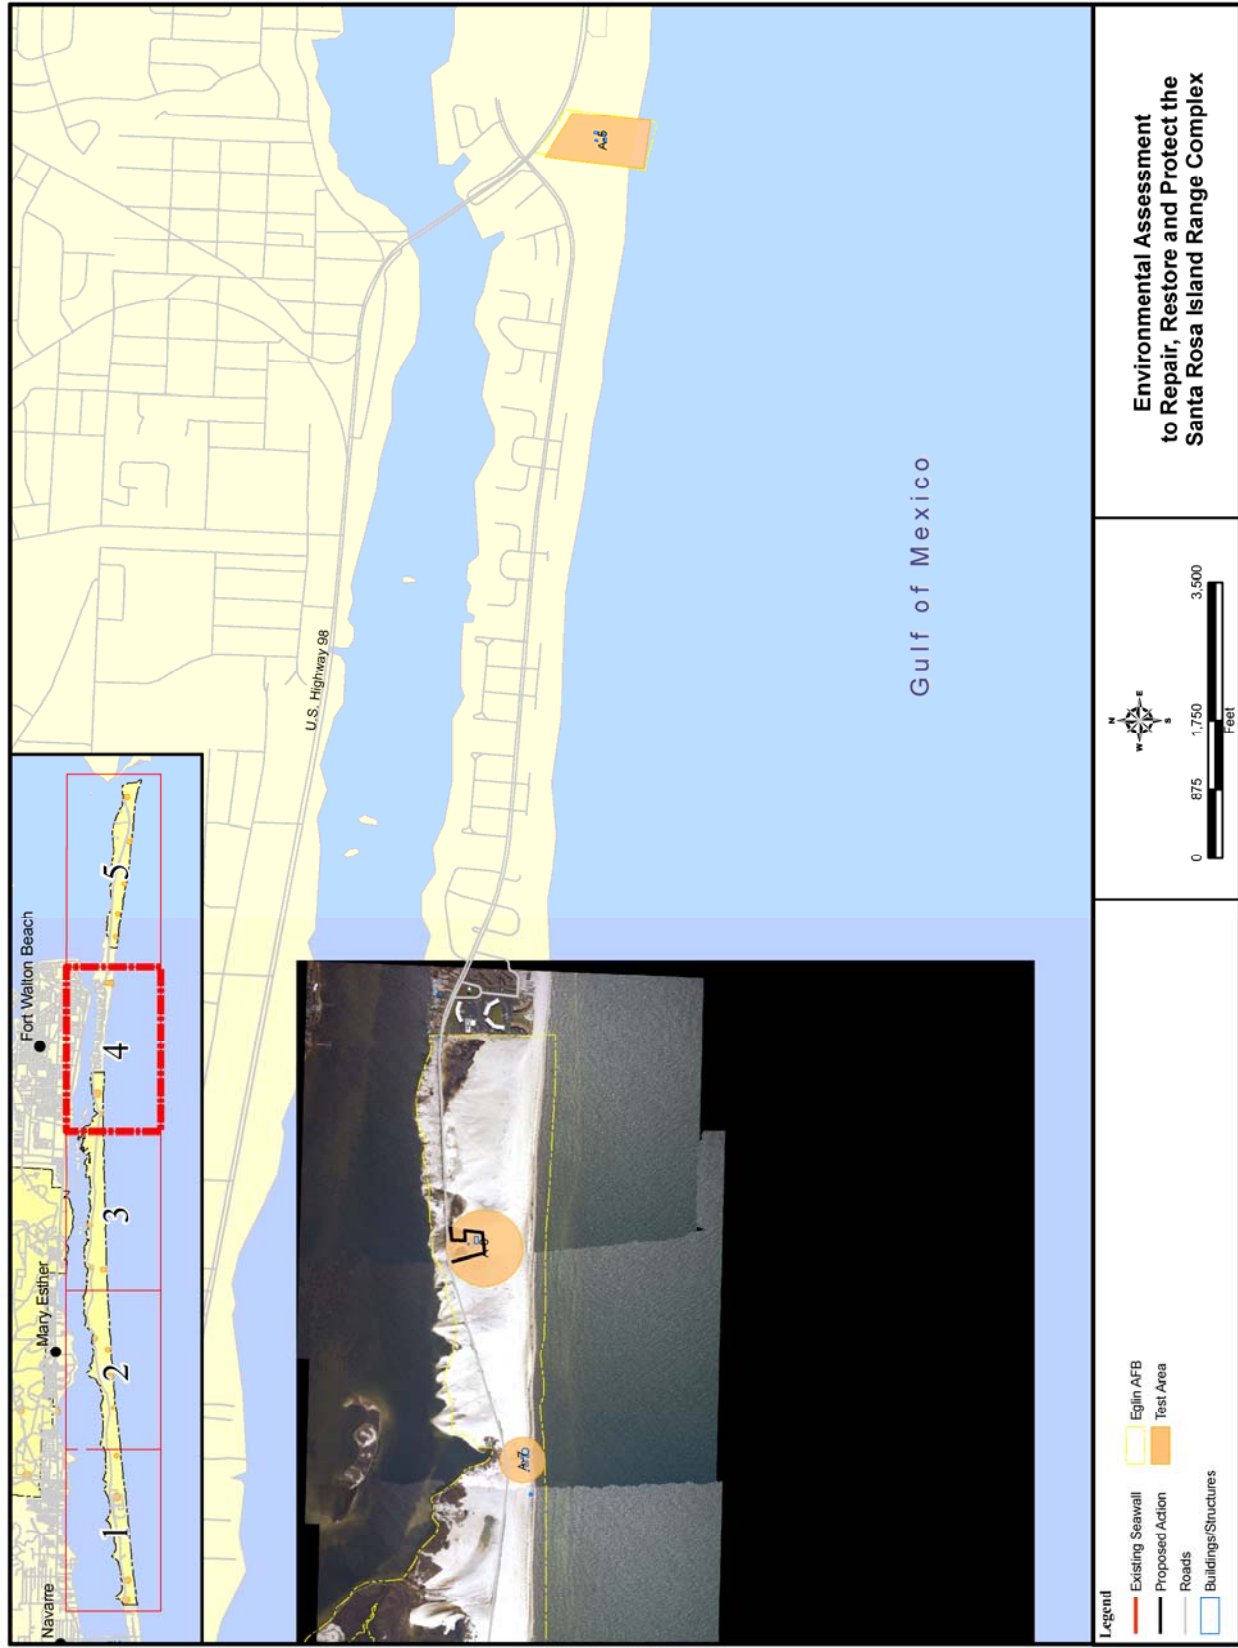 Navarre
Mary Esther
Fort Walton Beach
1
2
3
4
5
U.S. Highway 98
A-6
A-7
Gulf of Mexico
Legend
Existing Seawall
Proposed Action
Roads
Buildings/Structures
Eglin AFB
Test Area
N
W
E
S
0
875
1,750
3,500
Feet
Environmental Assessment
to Repair, Restore and Protect the
Santa Rosa Island Range Complex